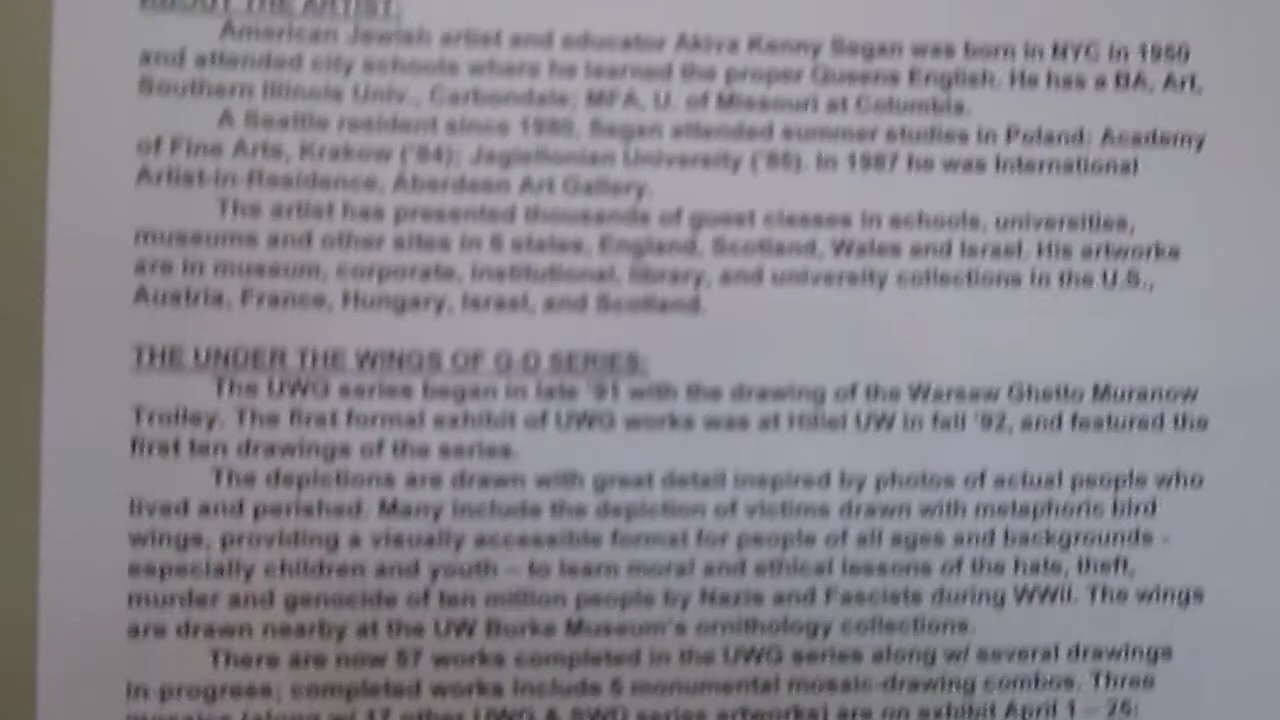 ABOUT THE ARTIST:
American Jewish artist and educator Akiva Kenny Segan was born in NYC in 1950
and attended city schools where he learned the proper Queens English. He has a BA, Art,
Southern Illinois Univ., Carbondale; MFA, U. of Missouri at Columbia.
A Seattle resident since 1980, Segan attended summer studies in Poland: Academy
of Fine Arts, Krakow ('84); Jagiellonian University ('85). In 1987 he was International
Artist-in-Residence, Aberdeen Art Gallery.
The artist has presented thousands of guest classes in schools, universities,
museums and other sites in 6 states, England, Scotland, Wales and Israel. His artworks
are in museum, corporate, institutional, library, and university collections in the U.S.,
Austria, France, Hungary, Israel, and Scotland.
THE UNDER THE WINGS OF G-D SERIES:
The UWG series began in late '91 with the drawing of the Warsaw Ghetto Muranow
Trolley. The first formal exhibit of UWG works was at Hillel UW in fall '92, and featured the
first ten drawings of the series.
The depictions are drawn with great detail inspired by photos of actual people who
lived and perished. Many include the depiction of victims drawn with metaphoric bird
wings, providing a visually accessible format for people of all ages and backgrounds -
especially children and youth – to learn moral and ethical lessons of the hate, theft,
murder and genocide of ten million people by Nazis and Fascists during WWII. The wings
are drawn nearby at the UW Burke Museum's ornithology collections.
There are now 57 works completed in the UWG series along w/ several drawings
in-progress; completed works include 5 monumental mosaic-drawing combos. Three
mosaics (along w/ 17 other UWG & SWD series artworks) are on exhibit April 1 – 25: